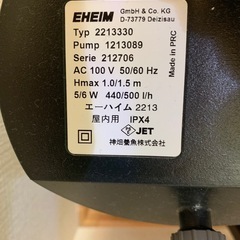 EHEIM GmbH & Co. KG
D-73779 Deizisau
Typ 2213330
Pump 1213089
Serie 212706
AC 100 V 50/60 Hz
Hmax 1.0/1.5 m
5/6 W 440/500 l/h
エーハイム 2213
屋内用 IPX4
JET
神畑養魚株式会社
Made in PRC